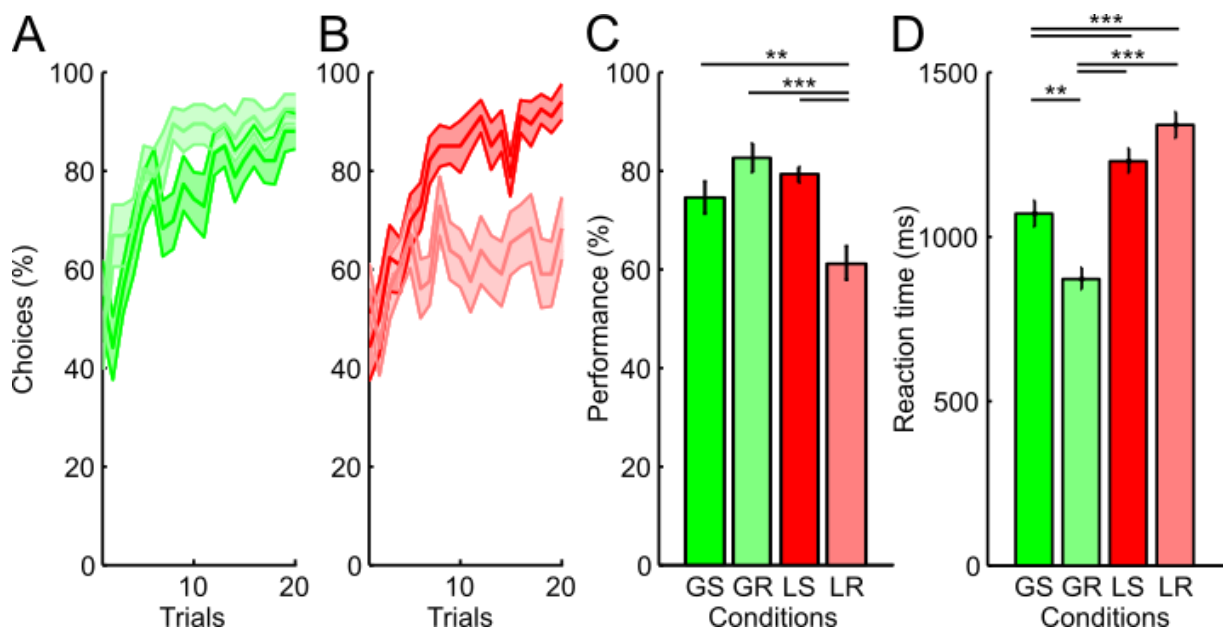 A
B
C
D
Choices (%)
100
80
60
40
20
0
10
20
Trials
100
80
60
40
20
0
10
20
Trials
**
***
Performance (%)
100
80
60
40
20
0
GS GR LS LR
Conditions
***
***
**
Reaction time (ms)
1500
1000
500
0
GS GR LS LR
Conditions